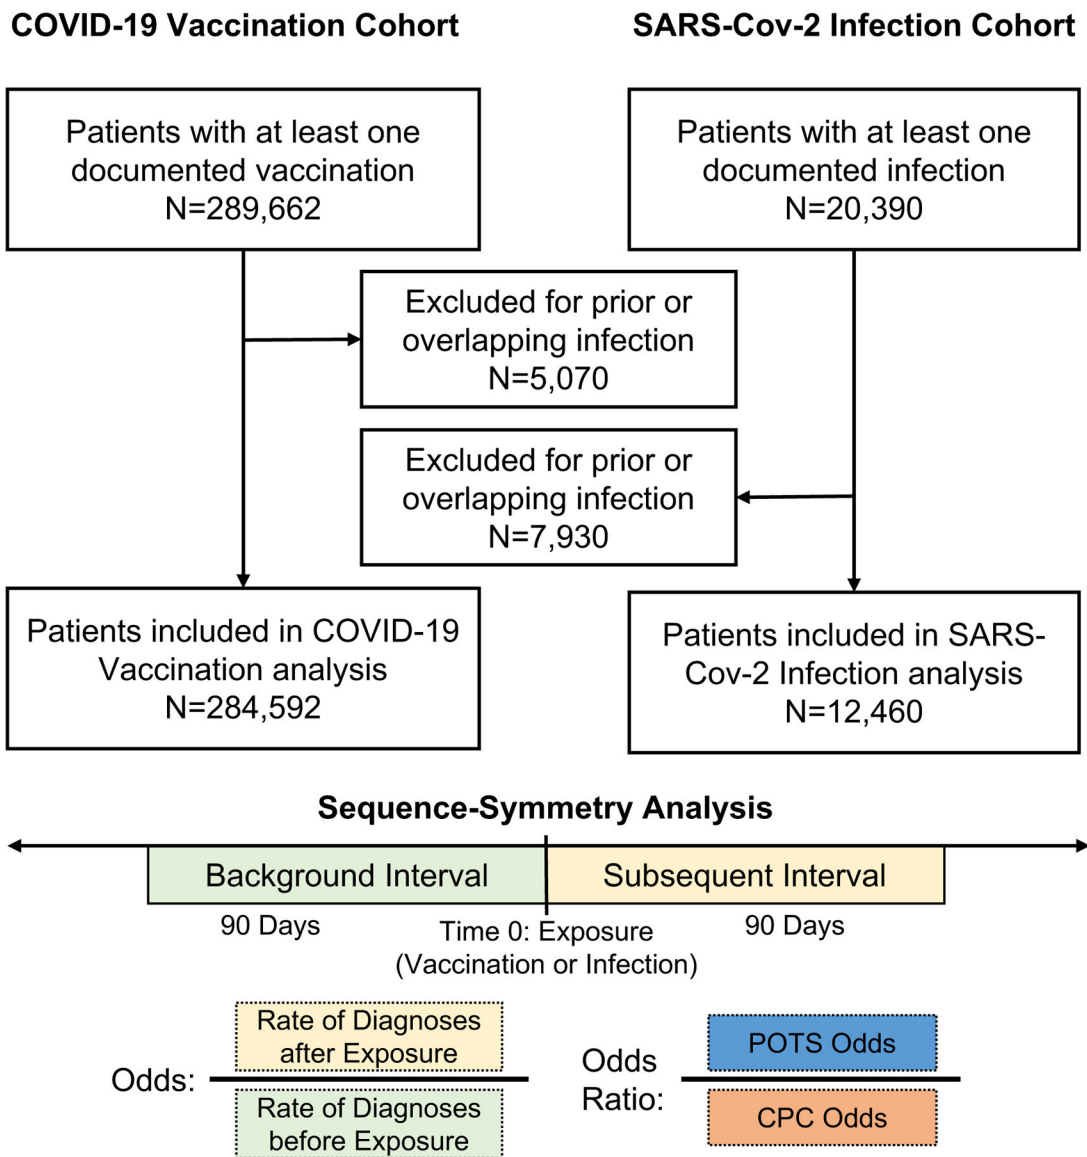 COVID-19 Vaccination Cohort
SARS-Cov-2 Infection Cohort
Patients with at least one
documented vaccination
N=289,662
Patients with at least one
documented infection
N=20,390
Excluded for prior or
overlapping infection
N=5,070
Excluded for prior or
overlapping infection
N=7,930
Patients included in COVID-19
Vaccination analysis
N=284,592
Patients included in SARS-
Cov-2 Infection analysis
N=12,460
Sequence-Symmetry Analysis
Background Interval
Subsequent Interval
90 Days
Time 0: Exposure
(Vaccination or Infection)
90 Days
Odds:
Rate of Diagnoses
after Exposure
Rate of Diagnoses
before Exposure
Odds
Ratio:
POTS Odds
CPC Odds